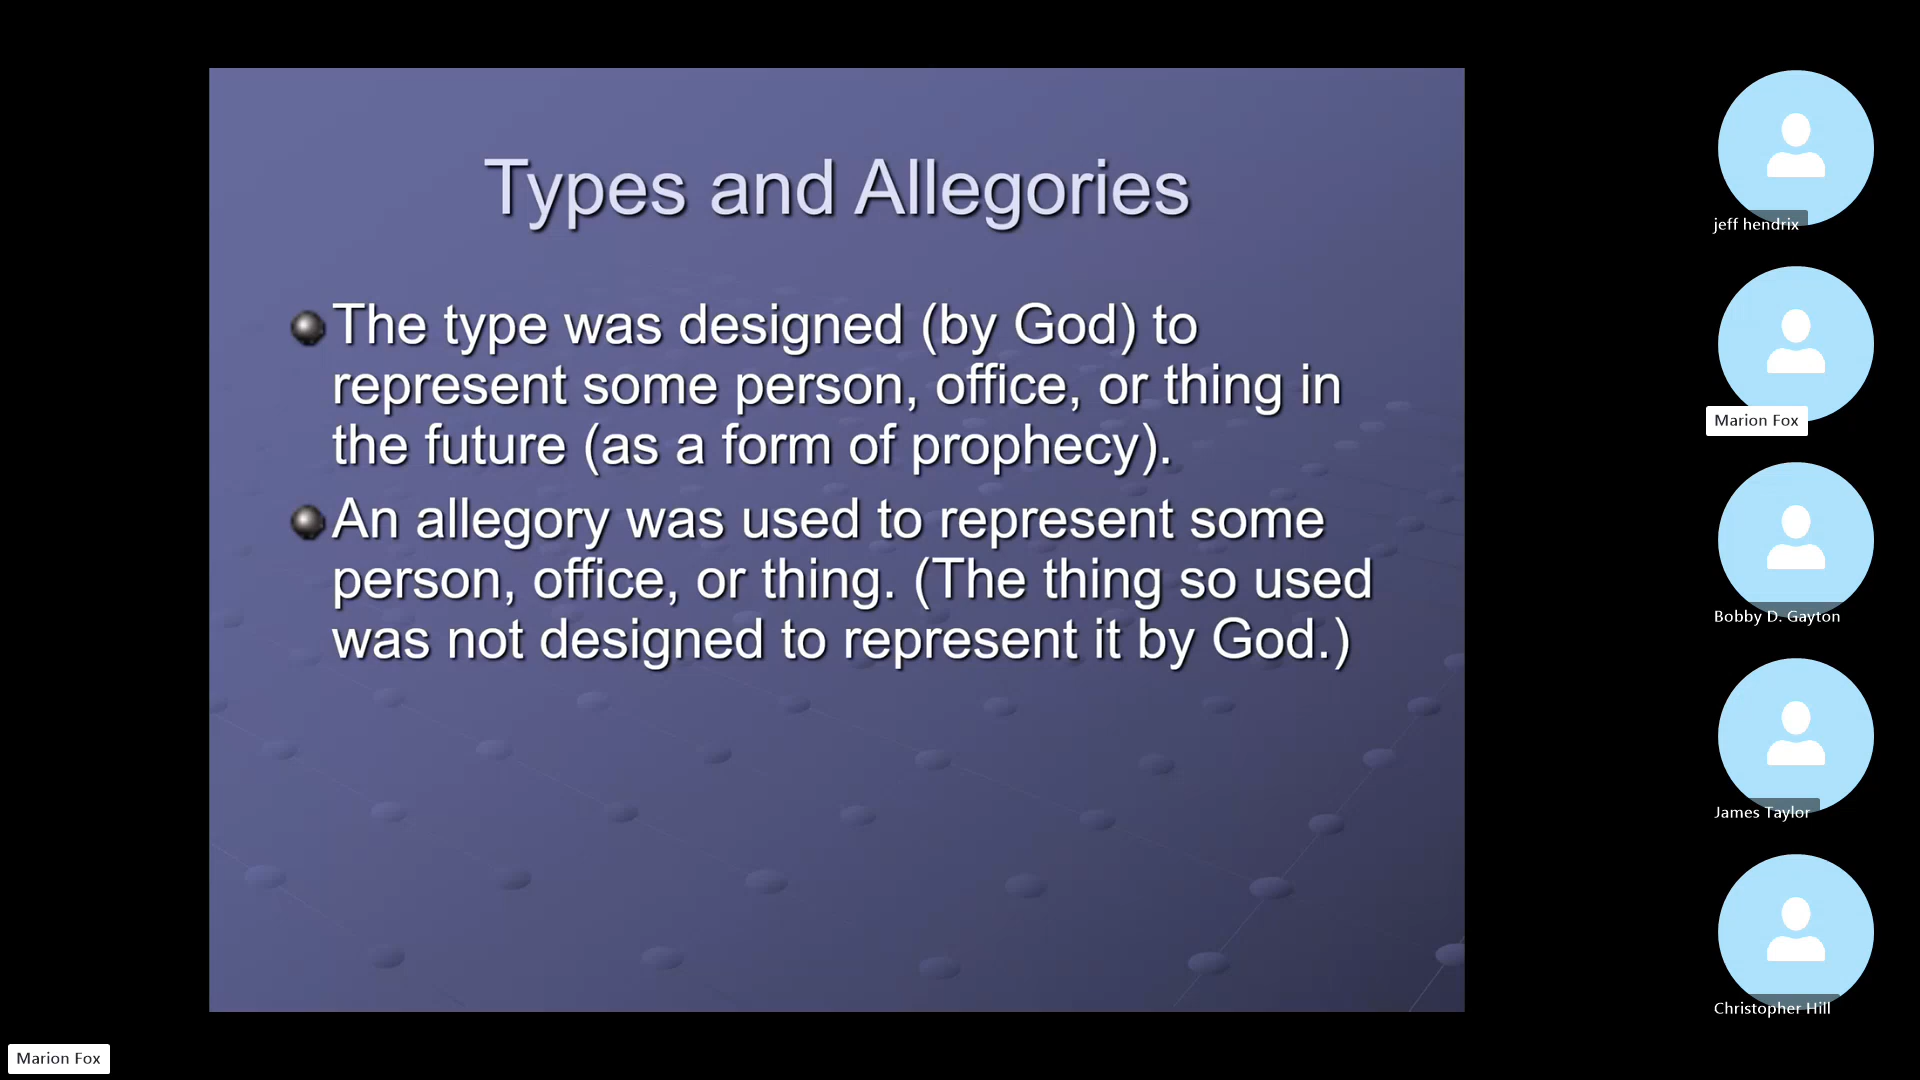 Types and Allegories
The type was designed (by God) to
represent some person, office, or thing in
the future (as a form of prophecy).
An allegory was used to represent some
person, office, or thing. (The thing so used
was not designed to represent it by God.)
jeff hendrix
Marion Fox
Bobby D. Gayton
James Taylor
Christopher Hill
Marion Fox